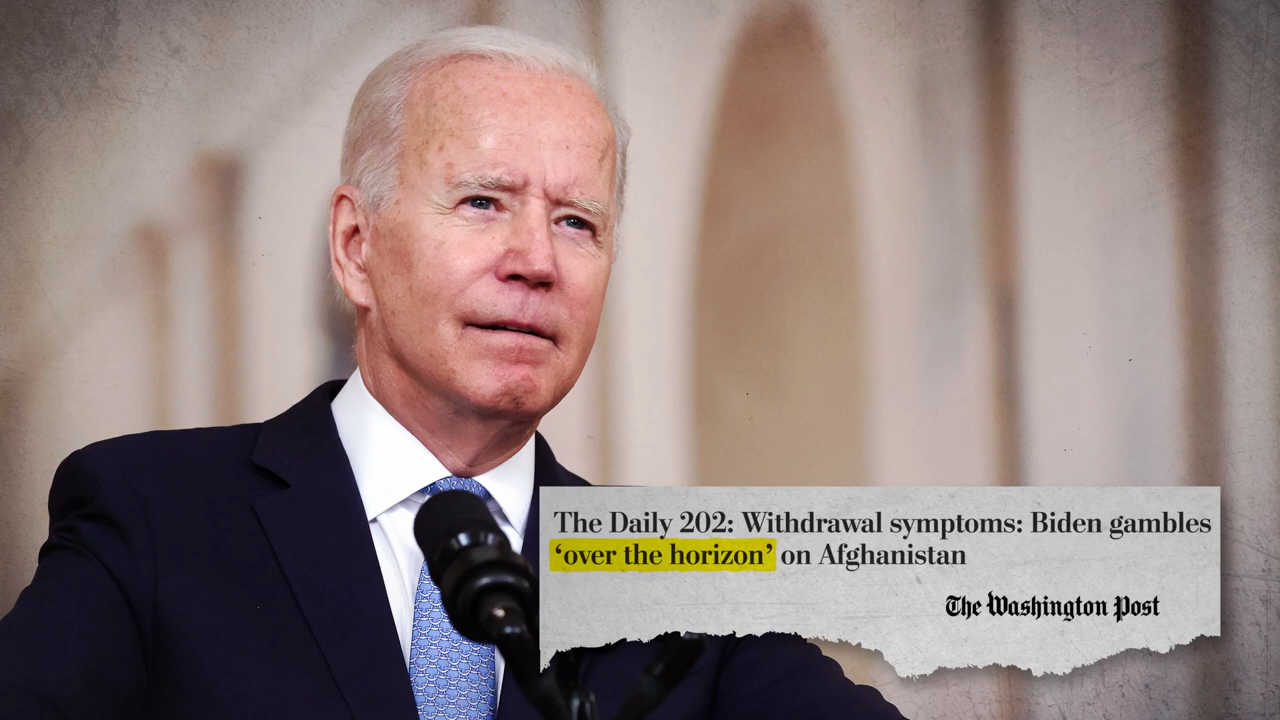 The Daily 202: Withdrawal symptoms: Biden gambles
‘over the horizon’ on Afghanistan
The Washington Post